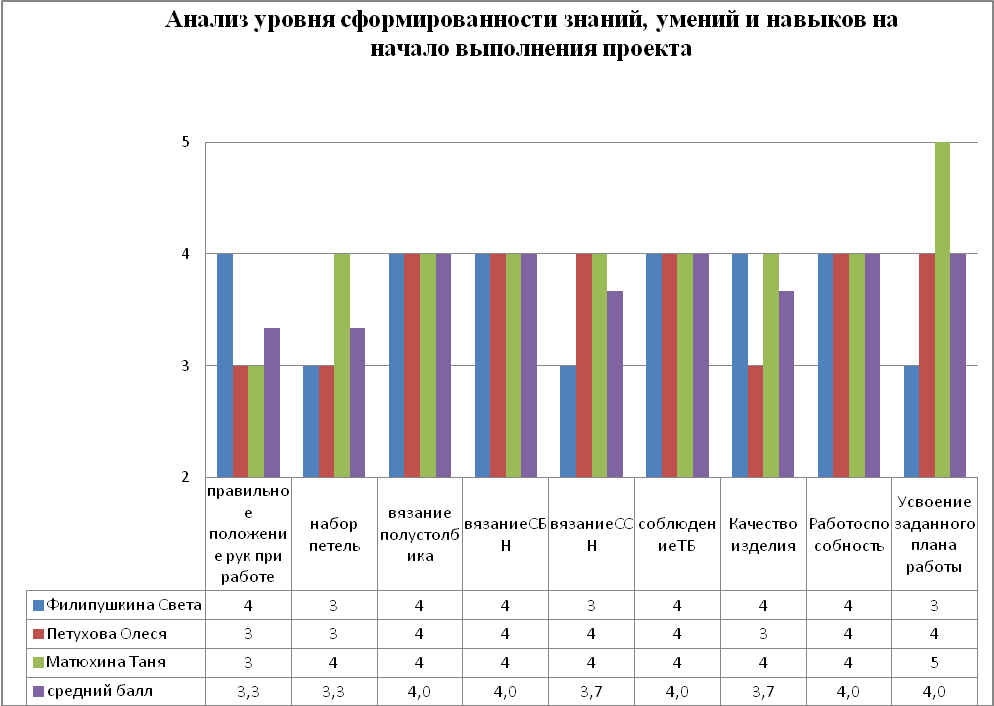 Анализ уровня сформированности знаний, умений и навыков на
начало выполнения проекта
5
4
3
2
правильно
е
положени
е рук при
работе
набор
петель
вязание
полустолб
ика
вязаниеСБ
Н
вязаниеСС
Н
соблюден
иеТБ
Качество
изделия
Работоспо
собность
Усвоение
заданного
плана
работы
Филипушкина Света 4 3 4 4 3 4 4 4 3
Петухова Олеся 3 3 4 4 4 4 3 4 4
Матюхина Таня 3 4 4 4 4 4 4 4 5
средний балл 3,3 3,3 4,0 4,0 3,7 4,0 3,7 4,0 4,0